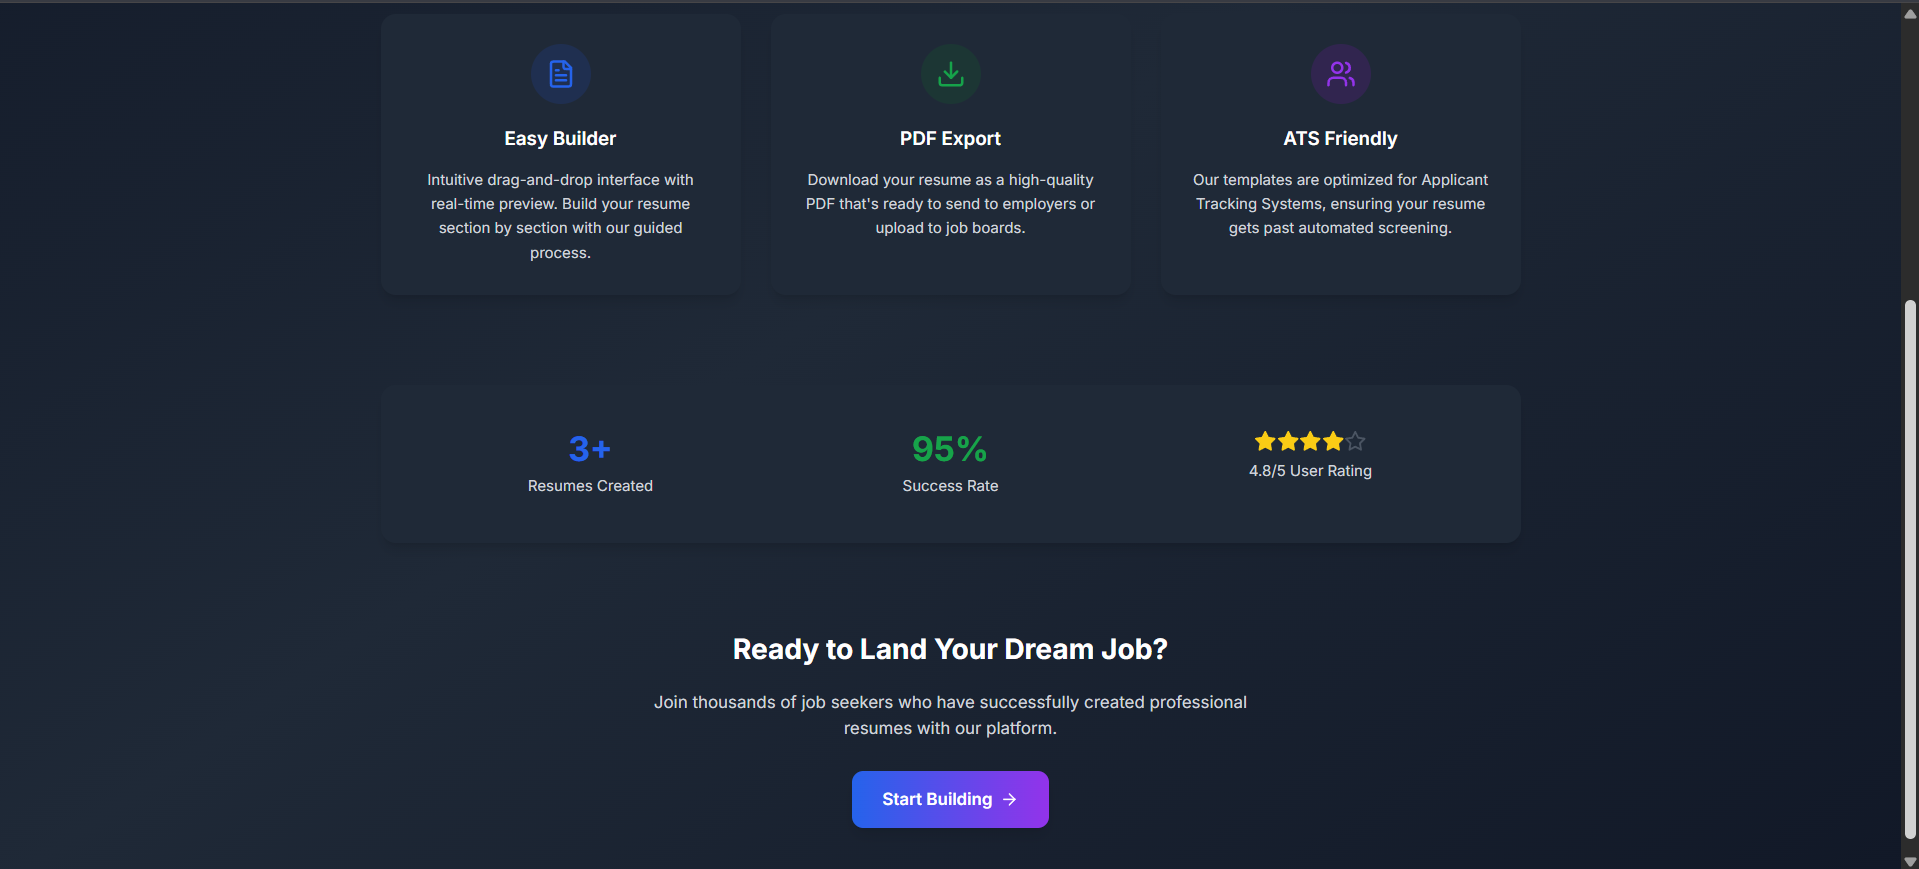 Easy Builder
Intuitive drag-and-drop interface with
real-time preview. Build your resume
section by section with our guided
process.
PDF Export
Download your resume as a high-quality
PDF that's ready to send to employers or
upload to job boards.
ATS Friendly
Our templates are optimized for Applicant
Tracking Systems, ensuring your resume
gets past automated screening.
3+
Resumes Created
95%
Success Rate
4.8/5 User Rating
Ready to Land Your Dream Job?
Join thousands of job seekers who have successfully created professional
resumes with our platform.
Start Building →